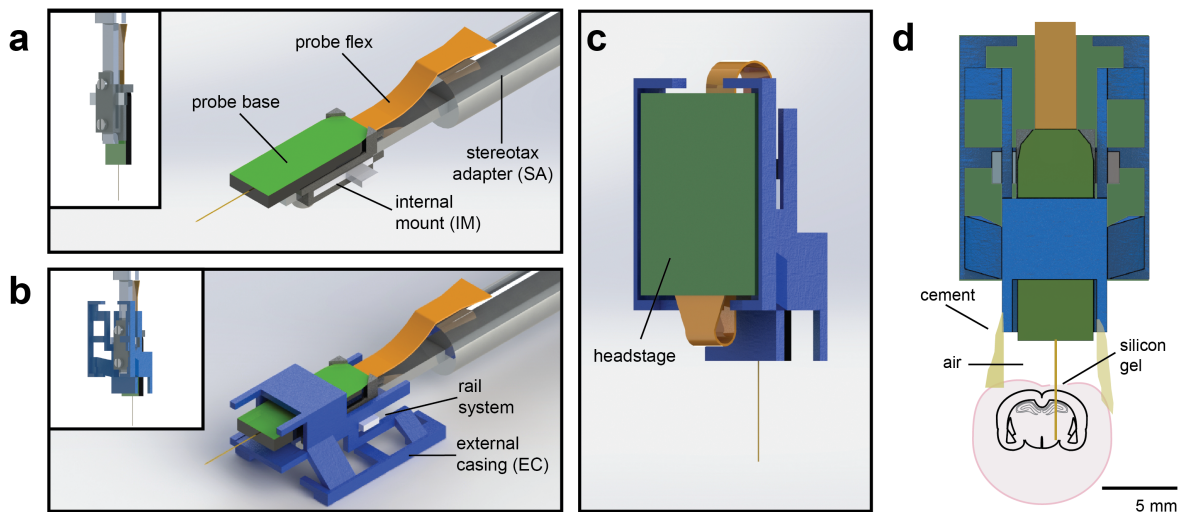 a
probe flex
probe base
stereotax
adapter (SA)
internal
mount (IM)
b
rail
system
external
casing (EC)
c
headstage
d
cement
air
silicon
gel
5 mm